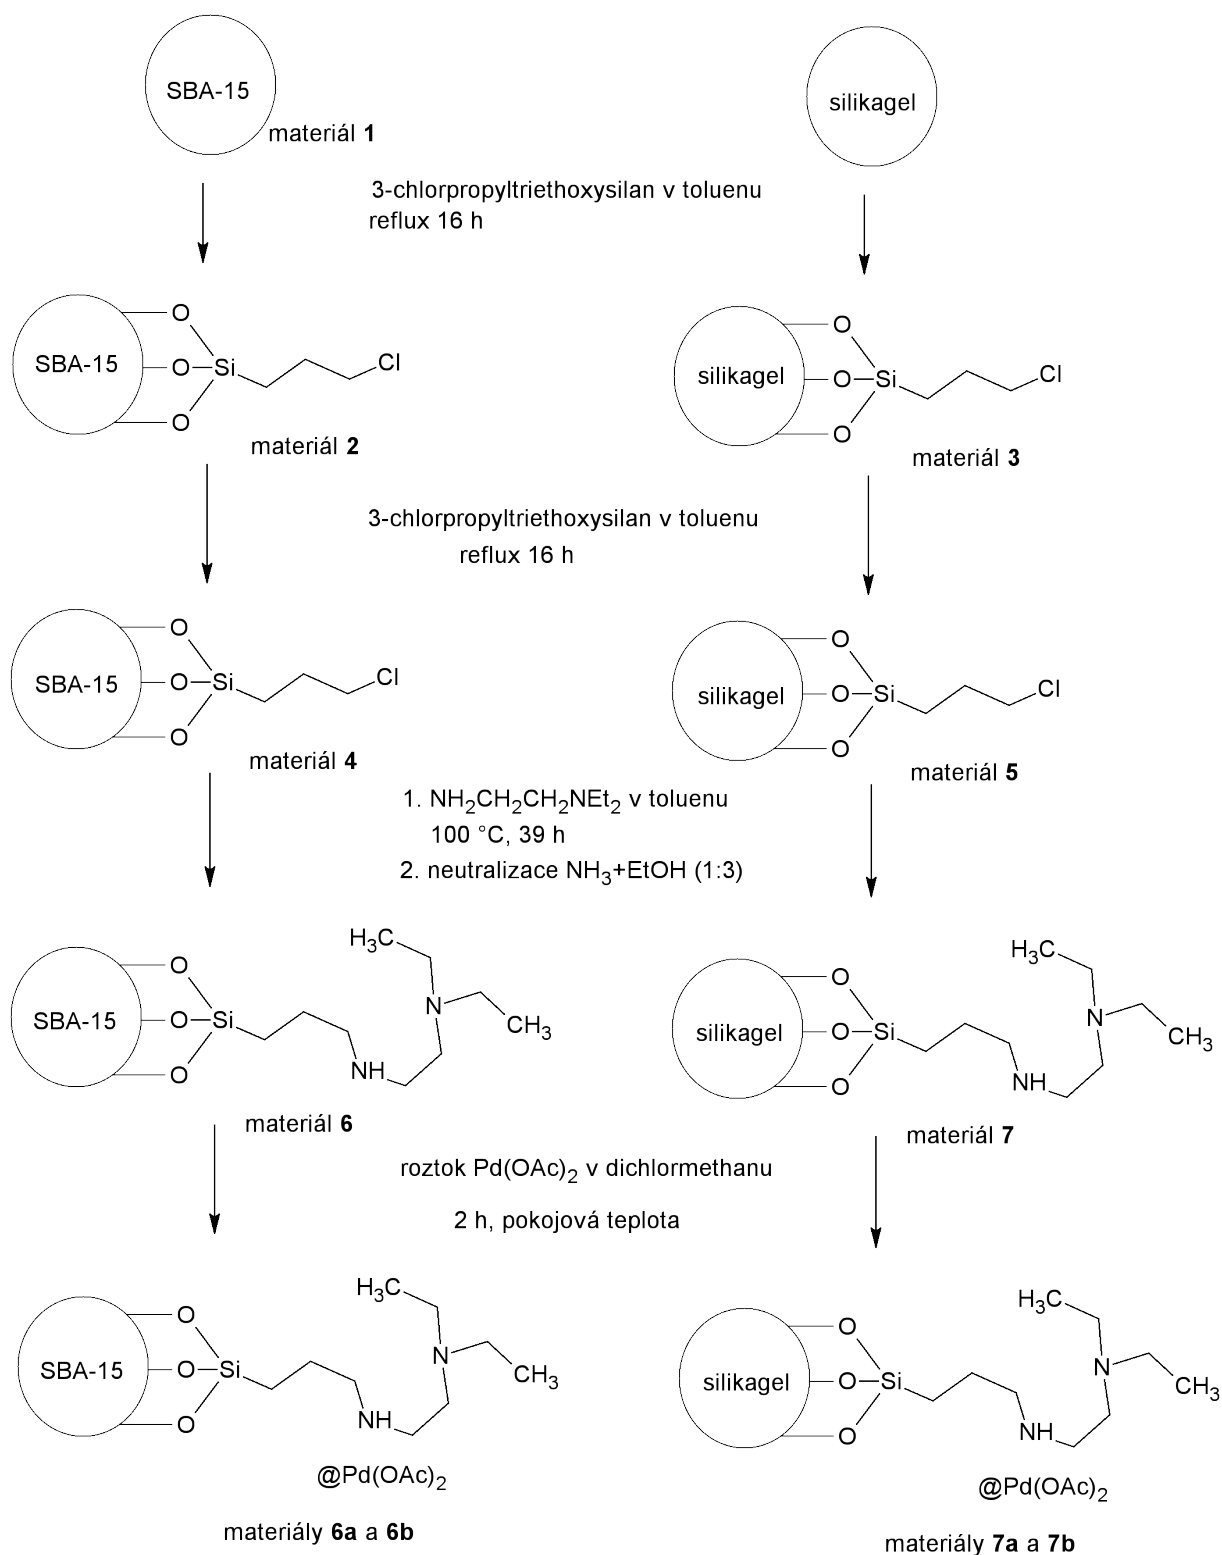 SBA-15
materiál 1
silikagel
3-chlorpropyltriethoxysilan v toluenu
reflux 16 h
SBA-15
O
O
O
Si
Cl
materiál 2
silikagel
O
O
O
Si
Cl
materiál 3
3-chlorpropyltriethoxysilan v toluenu
reflux 16 h
SBA-15
O
O
O
Si
Cl
materiál 4
silikagel
O
O
O
Si
Cl
materiál 5
1. NH2CH2CH2NEt2 v toluenu
100 °C, 39 h
2. neutralizace NH3+EtOH (1:3)
SBA-15
O
O
O
Si
NH
N
H3C
CH3
materiál 6
silikagel
O
O
O
Si
NH
N
H3C
CH3
materiál 7
roztok Pd(OAc)2 v dichlormethanu
2 h, pokojová teplota
SBA-15
O
O
O
Si
NH
N
H3C
CH3
@Pd(OAc)2
materiály 6a a 6b
silikagel
O
O
O
Si
NH
N
H3C
CH3
@Pd(OAc)2
materiály 7a a 7b